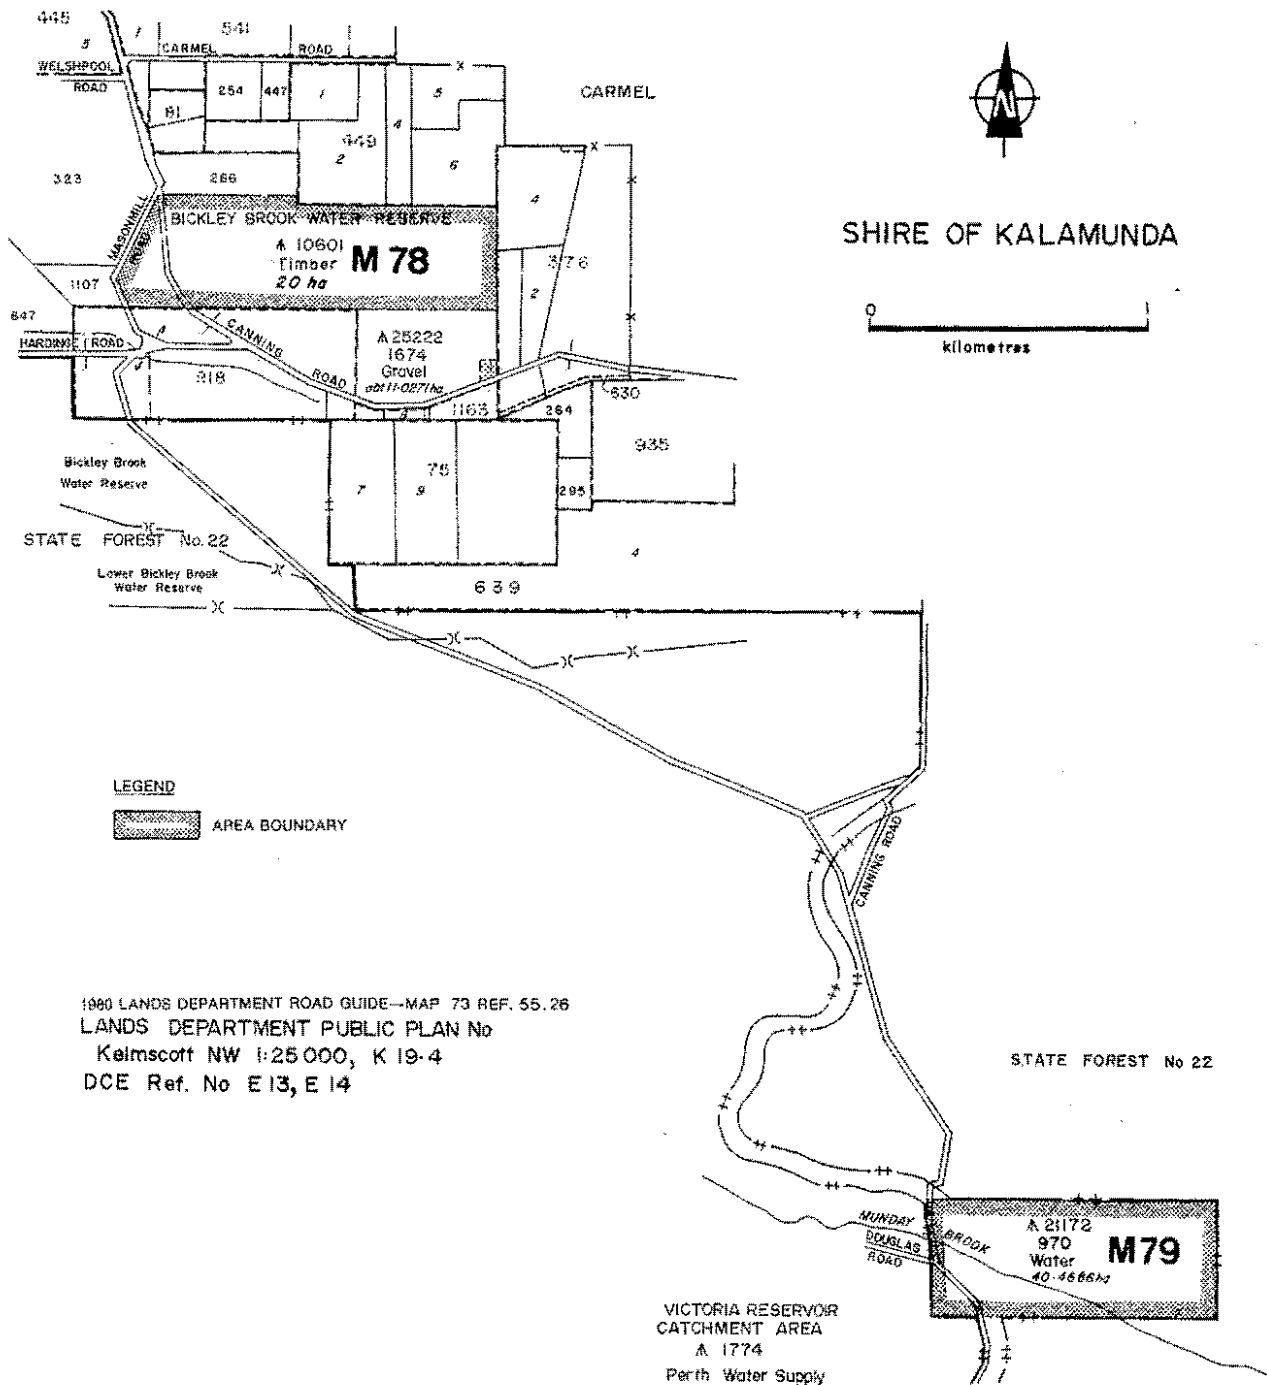 445
5
1
541
CARMEL ROAD
WELSHPOOL
ROAD
254
447
1
5
CARMEL
81
449
4
2
6
323
266
4
N
SHIRE OF KALAMUNDA
MASONMILL
ROAD
BICKLEY BROOK WATER RESERVE
10601
Timber
20 ha
M 78
376
2
1107
647
HARDINGE ROAD
CANNING
ROAD
918
25222
1674
Gravel
abt 11·0271ha
0 1
kilometres
1163
264
630
935
Bickley Brook
Water Reserve
7
9
75
295
STATE FOREST No. 22
4
Lower Bickley Brook
Water Reserve
639
LEGEND
AREA BOUNDARY
CANNING ROAD
1980 LANDS DEPARTMENT ROAD GUIDE—MAP 73 REF. 55.26
LANDS DEPARTMENT PUBLIC PLAN No
Kelmscott NW 1:25 000, K 19·4
DCE Ref. No E 13, E 14
STATE FOREST No 22
MUNDAY BROOK
DOUGLAS
ROAD
21172
970
Water
40·4686ha
M79
VICTORIA RESERVOIR
CATCHMENT AREA
1774
Perth Water Supply